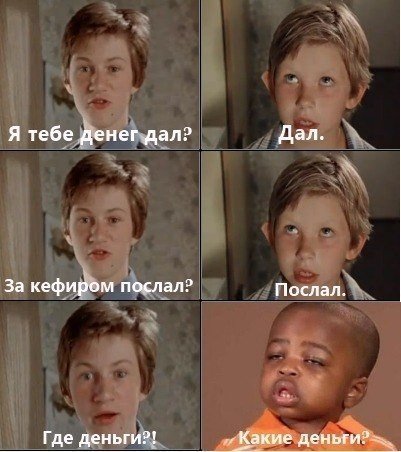 Я тебе денег дал?
Дал.
За кефиром послал?
Послал.
Где деньги?!
Какие деньги?